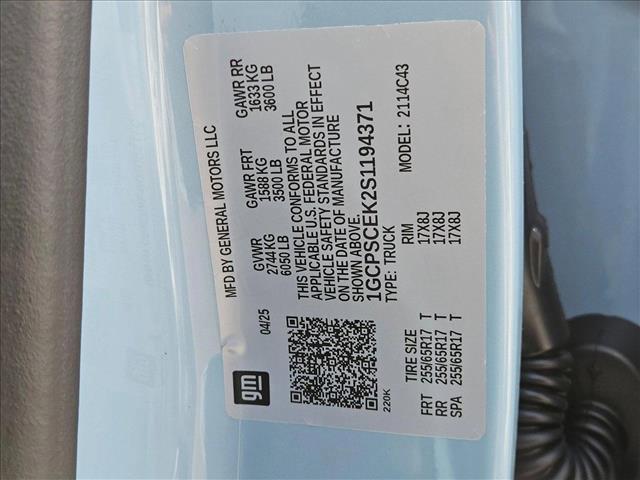 MFD BY GENERAL MOTORS LLC
gm
04/25
GVWR
2744 KG
6050 LB
GAWR FRT
1588 KG
3500 LB
GAWR RR
1633 KG
3600 LB
THIS VEHICLE CONFORMS TO ALL
APPLICABLE U.S. FEDERAL MOTOR
VEHICLE SAFETY STANDARDS IN EFFECT
ON THE DATE OF MANUFACTURE
SHOWN ABOVE.
1GCPSCEK2S1194371
TYPE: TRUCK
MODEL: 2114C43
220K
TIRE SIZE RIM
FRT 255/65R17 T 17X8J
RR 255/65R17 T 17X8J
SPA 255/65R17 T 17X8J